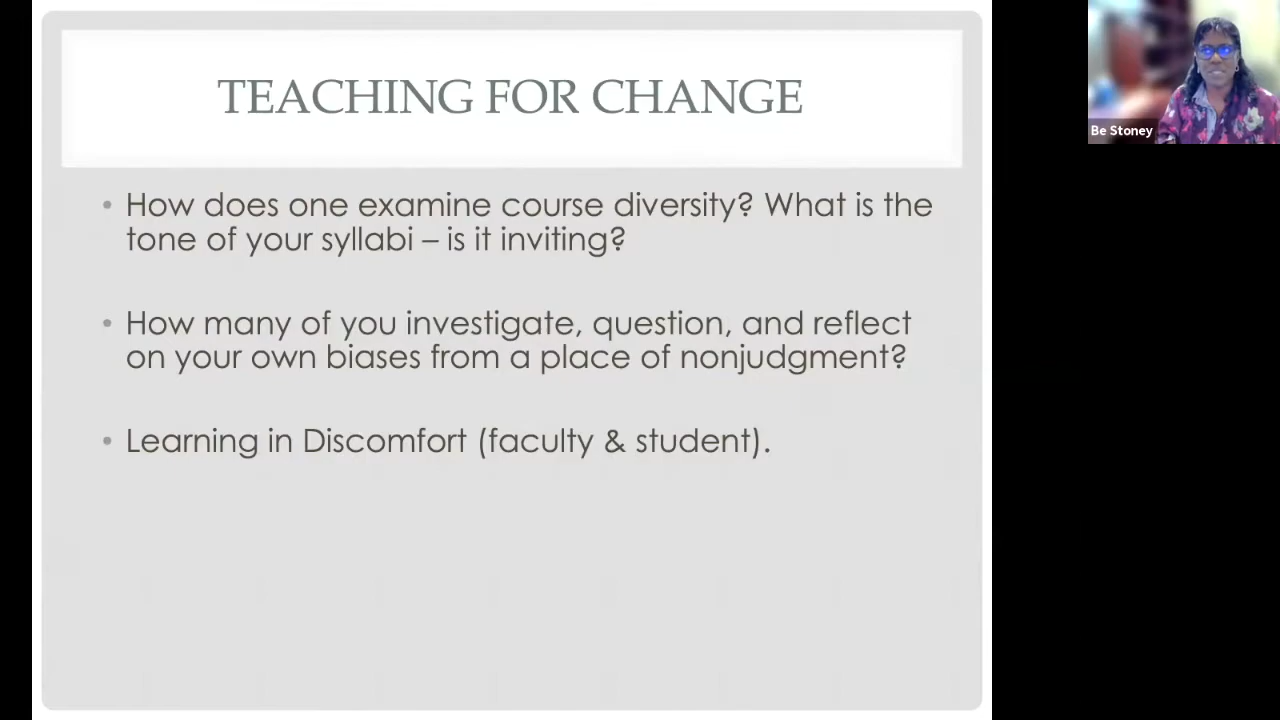 TEACHING FOR CHANGE
• How does one examine course diversity? What is the
tone of your syllabi – is it inviting?
• How many of you investigate, question, and reflect
on your own biases from a place of nonjudgment?
• Learning in Discomfort (faculty & student).
Be Stoney